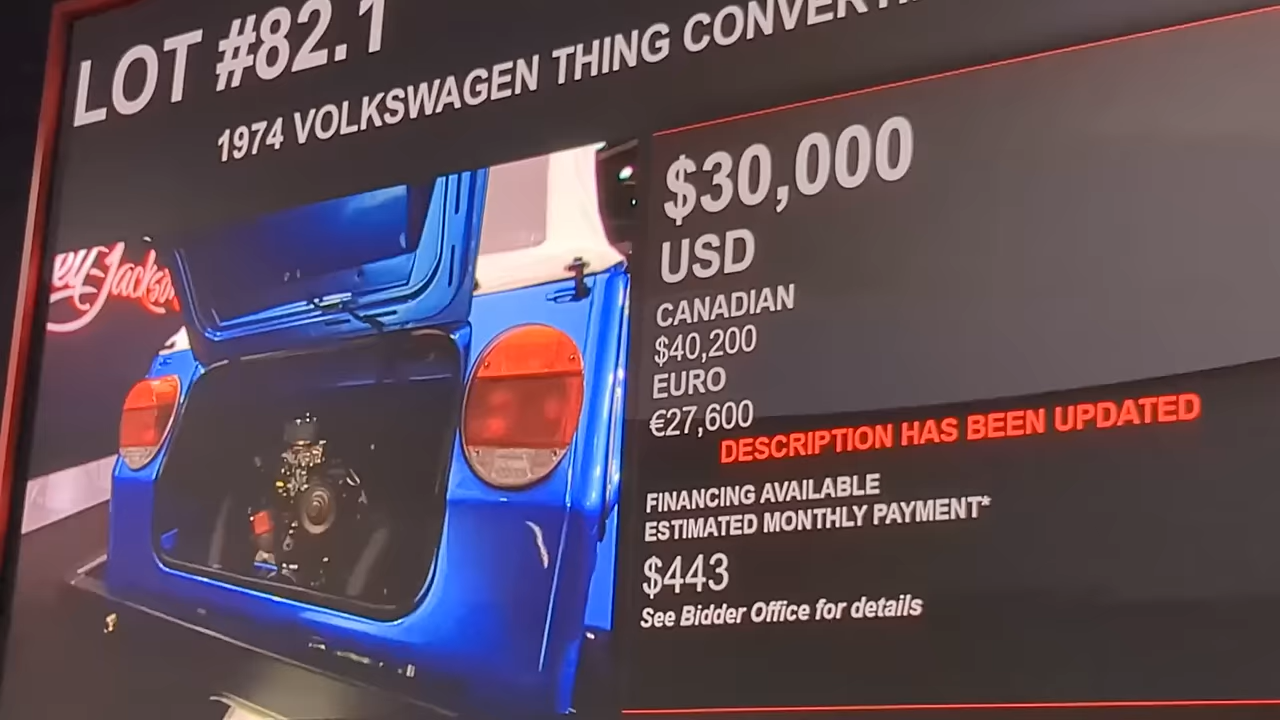 LOT #82.1
1974 VOLKSWAGEN THING
$30,000
USD
CANADIAN
$40,200
EURO
€27,600
DESCRIPTION HAS BEEN UPDATED
FINANCING AVAILABLE
ESTIMATED MONTHLY PAYMENT*
$443
See Bidder Office for details